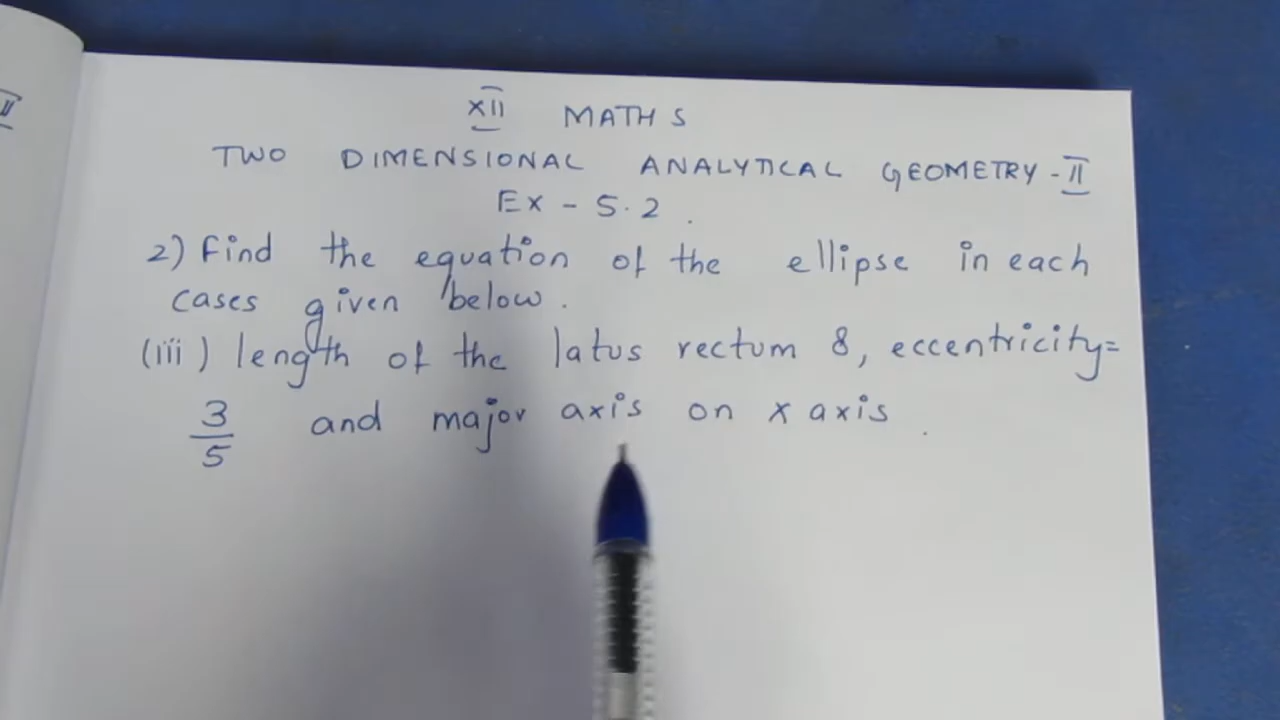 II
XII MATHS
TWO DIMENSIONAL ANALYTICAL GEOMETRY - II
Ex - 5.2.
2) Find the equation of the ellipse in each
cases given below.
(iii) length of the latus rectum 8, eccentricity=
3/5 and major axis on x axis.